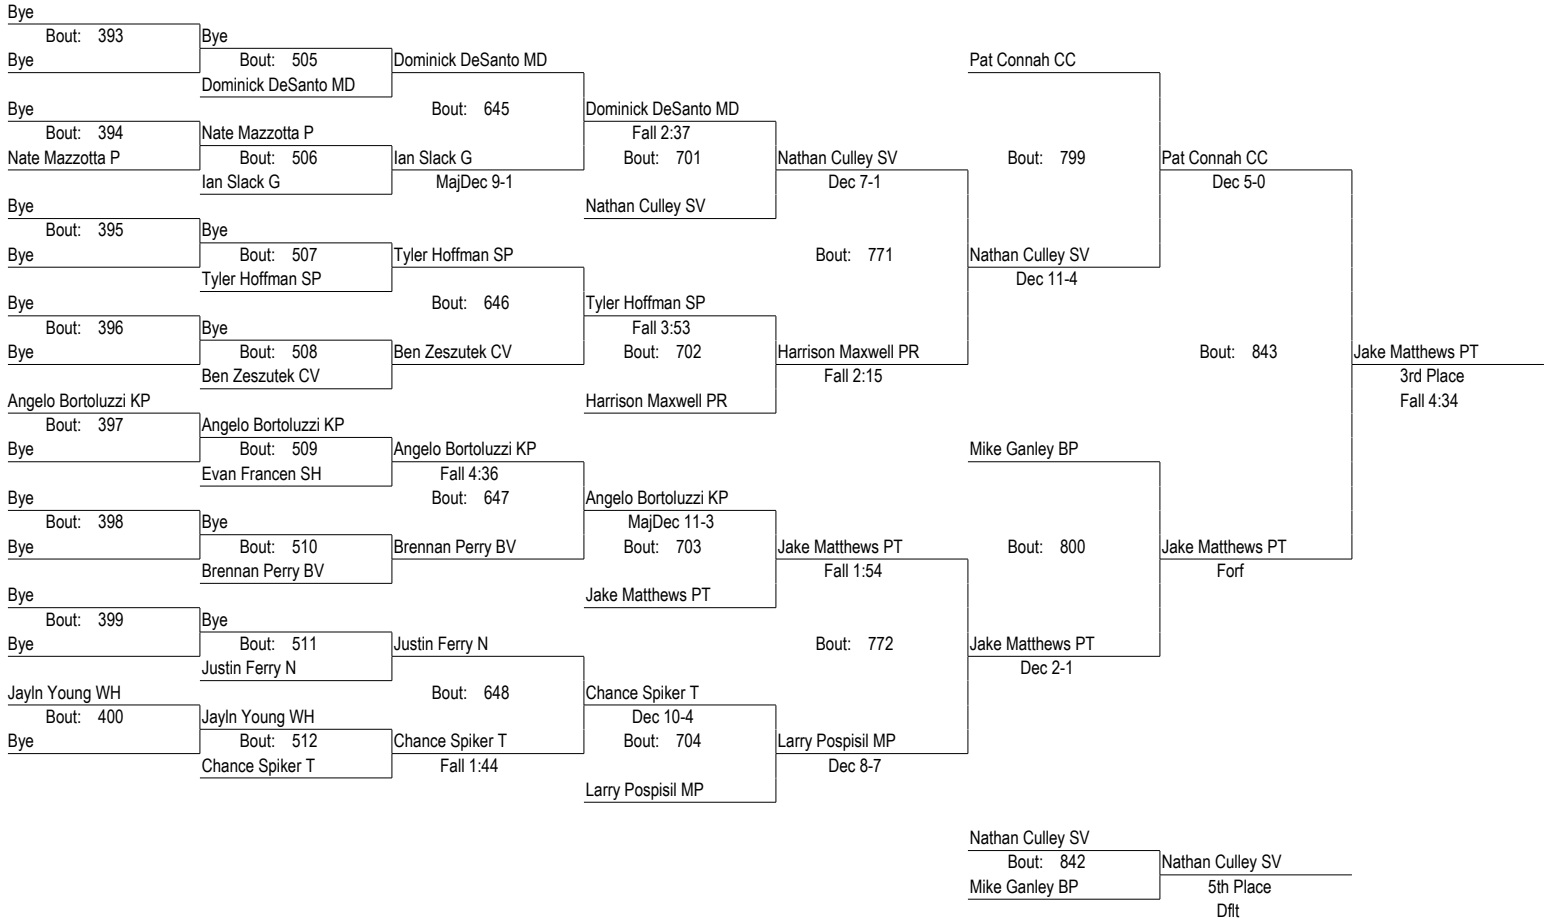 Bye
Bout: 393 Bye
Bye Bout: 505 Dominick DeSanto MD Pat Connah CC
Dominick DeSanto MD
Bye Bout: 645 Dominick DeSanto MD
Bout: 394 Nate Mazzotta P Fall 2:37
Nate Mazzotta P Bout: 506 Ian Slack G Bout: 701 Nathan Culley SV Bout: 799 Pat Connah CC
Ian Slack G MajDec 9-1 Dec 7-1 Dec 5-0
Bye Nathan Culley SV
Bout: 395 Bye
Bye Bout: 507 Tyler Hoffman SP Bout: 771 Nathan Culley SV
Tyler Hoffman SP Dec 11-4
Bye Bout: 646 Tyler Hoffman SP
Bout: 396 Bye Fall 3:53
Bye Bout: 508 Ben Zeszutek CV Bout: 702 Harrison Maxwell PR Bout: 843 Jake Matthews PT
Ben Zeszutek CV Fall 2:15 3rd Place
Angelo Bortoluzzi KP Harrison Maxwell PR Fall 4:34
Bout: 397 Angelo Bortoluzzi KP
Bye Bout: 509 Angelo Bortoluzzi KP Mike Ganley BP
Evan Francen SH Fall 4:36
Bye Bout: 647 Angelo Bortoluzzi KP
Bout: 398 Bye MajDec 11-3
Bye Bout: 510 Brennan Perry BV Bout: 703 Jake Matthews PT Bout: 800 Jake Matthews PT
Brennan Perry BV Fall 1:54 Forf
Bye Jake Matthews PT
Bout: 399 Bye
Bye Bout: 511 Justin Ferry N Bout: 772 Jake Matthews PT
Justin Ferry N Dec 2-1
Jayln Young WH Bout: 648 Chance Spiker T
Bout: 400 Jayln Young WH Dec 10-4
Bye Bout: 512 Chance Spiker T Bout: 704 Larry Pospisil MP
Chance Spiker T Fall 1:44 Dec 8-7
Larry Pospisil MP
Nathan Culley SV
Bout: 842 Nathan Culley SV
Mike Ganley BP 5th Place
Dflt